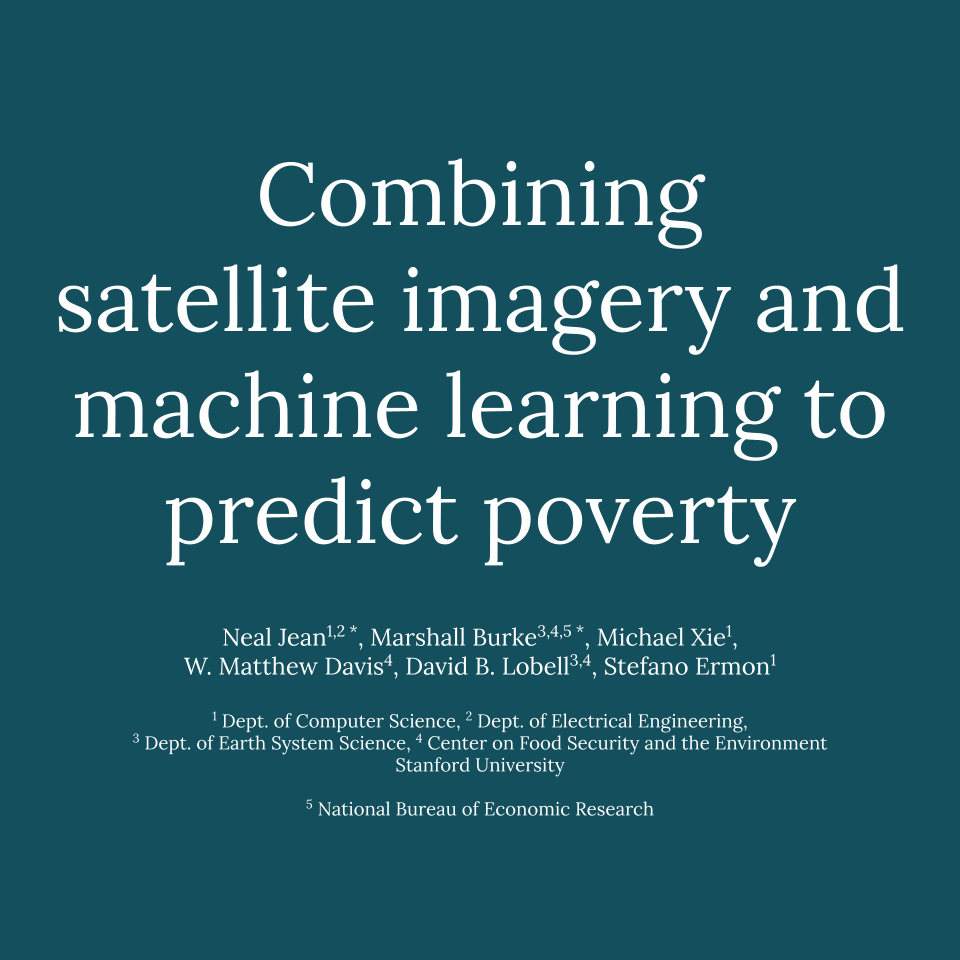 Combining
satellite imagery and
machine learning to
predict poverty
Neal Jean1,2 *, Marshall Burke3,4,5 *, Michael Xie1,
W. Matthew Davis4, David B. Lobell3,4, Stefano Ermon1
1 Dept. of Computer Science, 2 Dept. of Electrical Engineering,
3 Dept. of Earth System Science, 4 Center on Food Security and the Environment
Stanford University
5 National Bureau of Economic Research